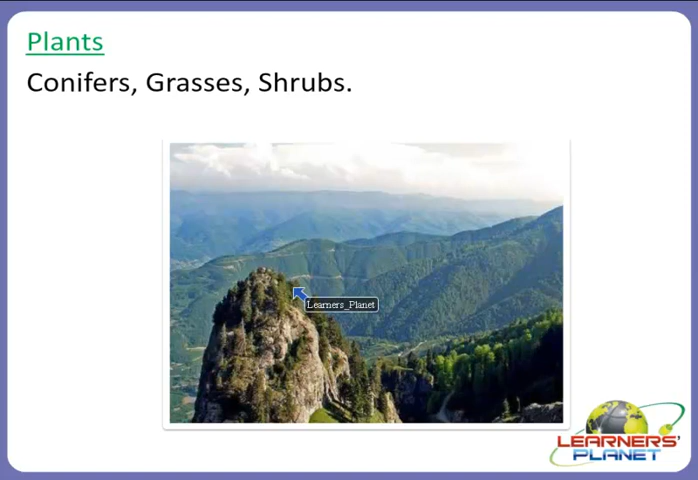 Plants
Conifers, Grasses, Shrubs.
Learners_Planet
LEARNERS'
PLANET